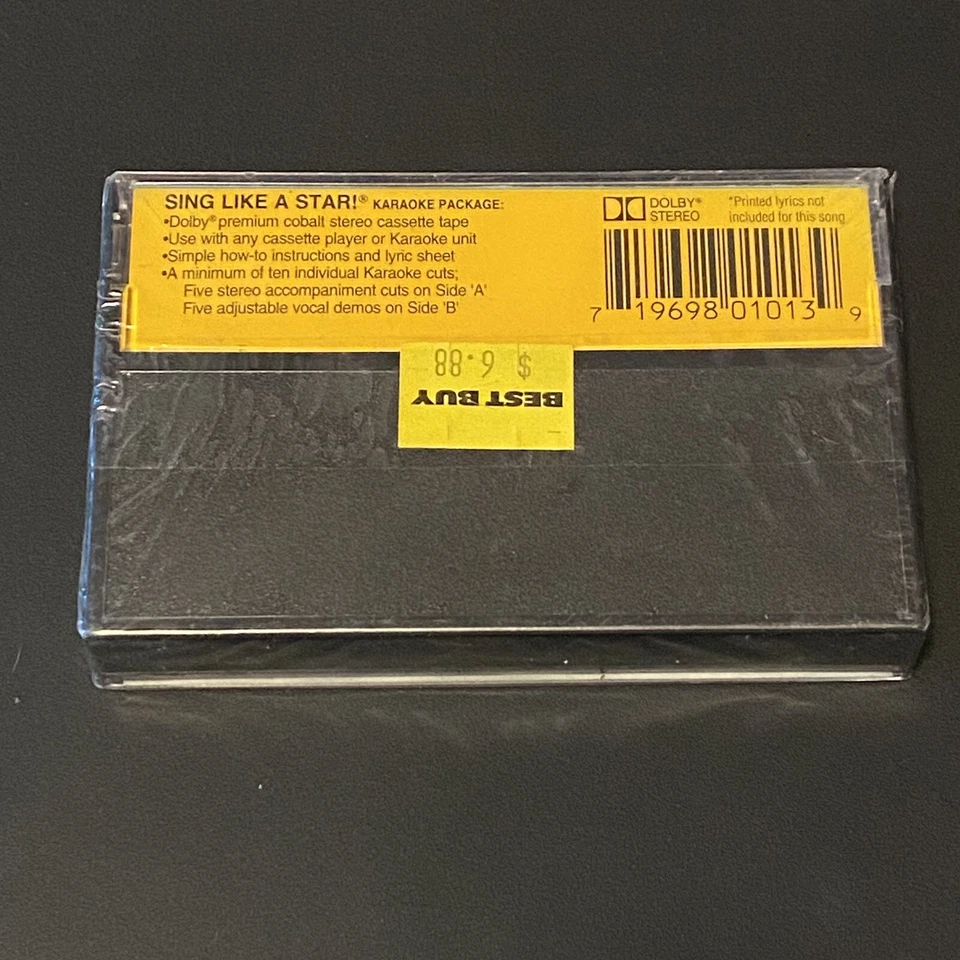 SING LIKE A STAR!® KARAOKE PACKAGE:
•Dolby® premium cobalt stereo cassette tape
•Use with any cassette player or Karaoke unit
•Simple how-to instructions and lyric sheet
•A minimum of ten individual Karaoke cuts;
Five stereo accompaniment cuts on Side 'A'
Five adjustable vocal demos on Side 'B'
DOLBY®
STEREO
*Printed lyrics not
included for this song
7 19698 01013 9
BEST BUY
$ 6.88